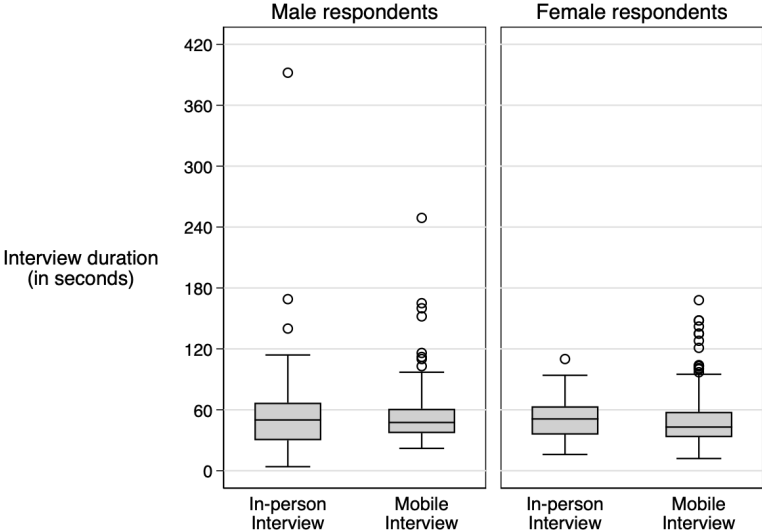 Male respondents
Female respondents
420
360
300
240
180
120
60
0
Interview duration
(in seconds)
In-person
Interview
Mobile
Interview
In-person
Interview
Mobile
Interview